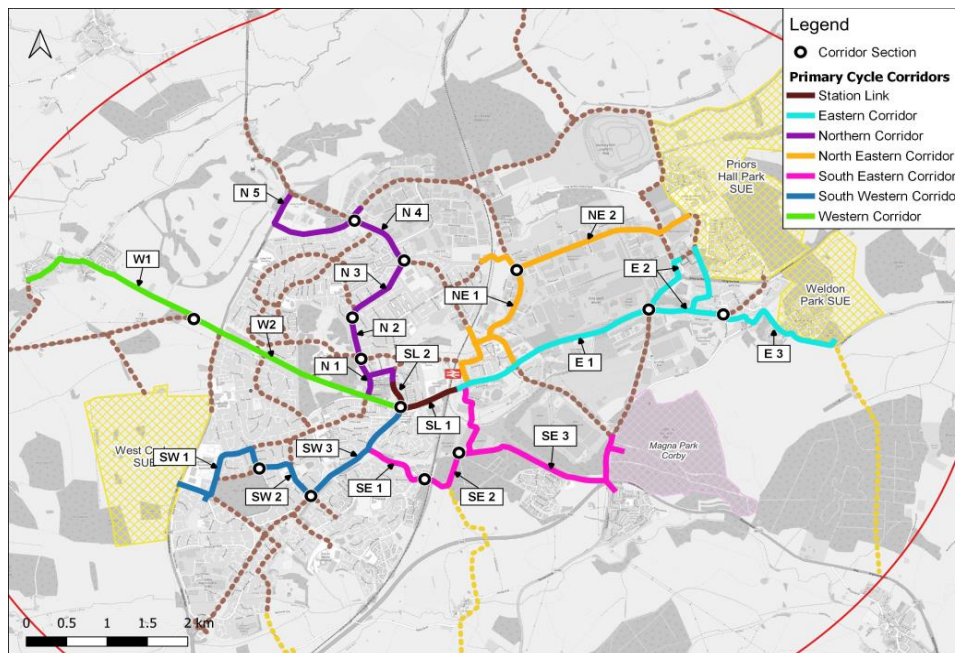 Legend
Corridor Section
Primary Cycle Corridors
Station Link
Eastern Corridor
Northern Corridor
North Eastern Corridor
South Eastern Corridor
South Western Corridor
Western Corridor
Priors
Hall Park
SUE
N 5
N 4
NE 2
W1
N 3
E 2
NE 1
Weldon
Park SUE
W2
N 2
E 3
N 1
SL 2
E 1
SL 1
West
SUE
SW 1
SW 3
SE 3
Magna Park
Corby
SW 2
SE 1
SE 2
0 0.5 1 1.5 2 km